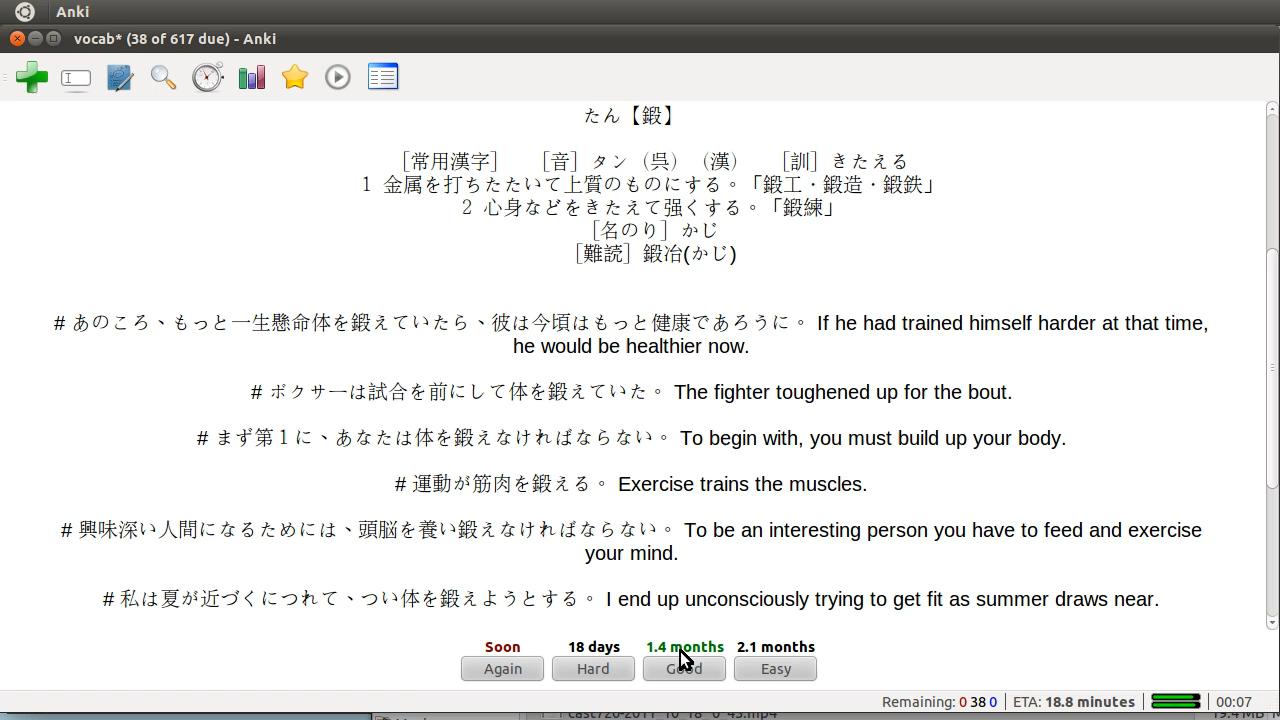 Anki
vocab* (38 of 617 due) - Anki
たん【鍛】
［常用漢字］　［音］タン（呉）（漢）　［訓］きたえる
１ 金属を打ちたたいて上質のものにする。「鍛工・鍛造・鍛鉄」
２ 心身などをきたえて強くする。「鍛練」
［名のり］かじ
［難読］鍛冶(かじ)
# あのころ、もっと一生懸命体を鍛えていたら、彼は今頃はもっと健康であろうに。 If he had trained himself harder at that time,
he would be healthier now.
# ボクサーは試合を前にして体を鍛えていた。 The fighter toughened up for the bout.
# まず第１に、あなたは体を鍛えなければならない。 To begin with, you must build up your body.
# 運動が筋肉を鍛える。 Exercise trains the muscles.
# 興味深い人間になるためには、頭脳を養い鍛えなければならない。 To be an interesting person you have to feed and exercise
your mind.
# 私は夏が近づくにつれて、つい体を鍛えようとする。 I end up unconsciously trying to get fit as summer draws near.
Soon 18 days 1.4 months 2.1 months
Again Hard Good Easy
Remaining: 0 38 0 ETA: 18.8 minutes 00:07